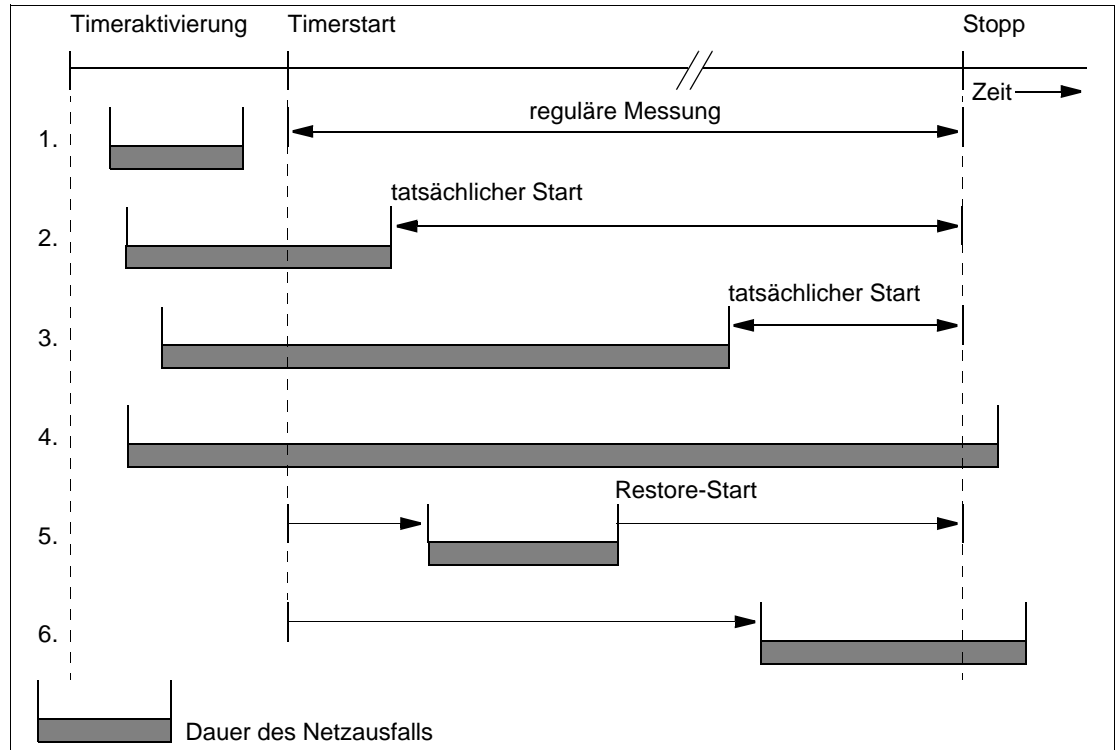 Timeraktivierung Timerstart Stopp
Zeit
1. reguläre Messung
tatsächlicher Start
2.
tatsächlicher Start
3.
4.
Restore-Start
5.
6.
Dauer des Netzausfalls